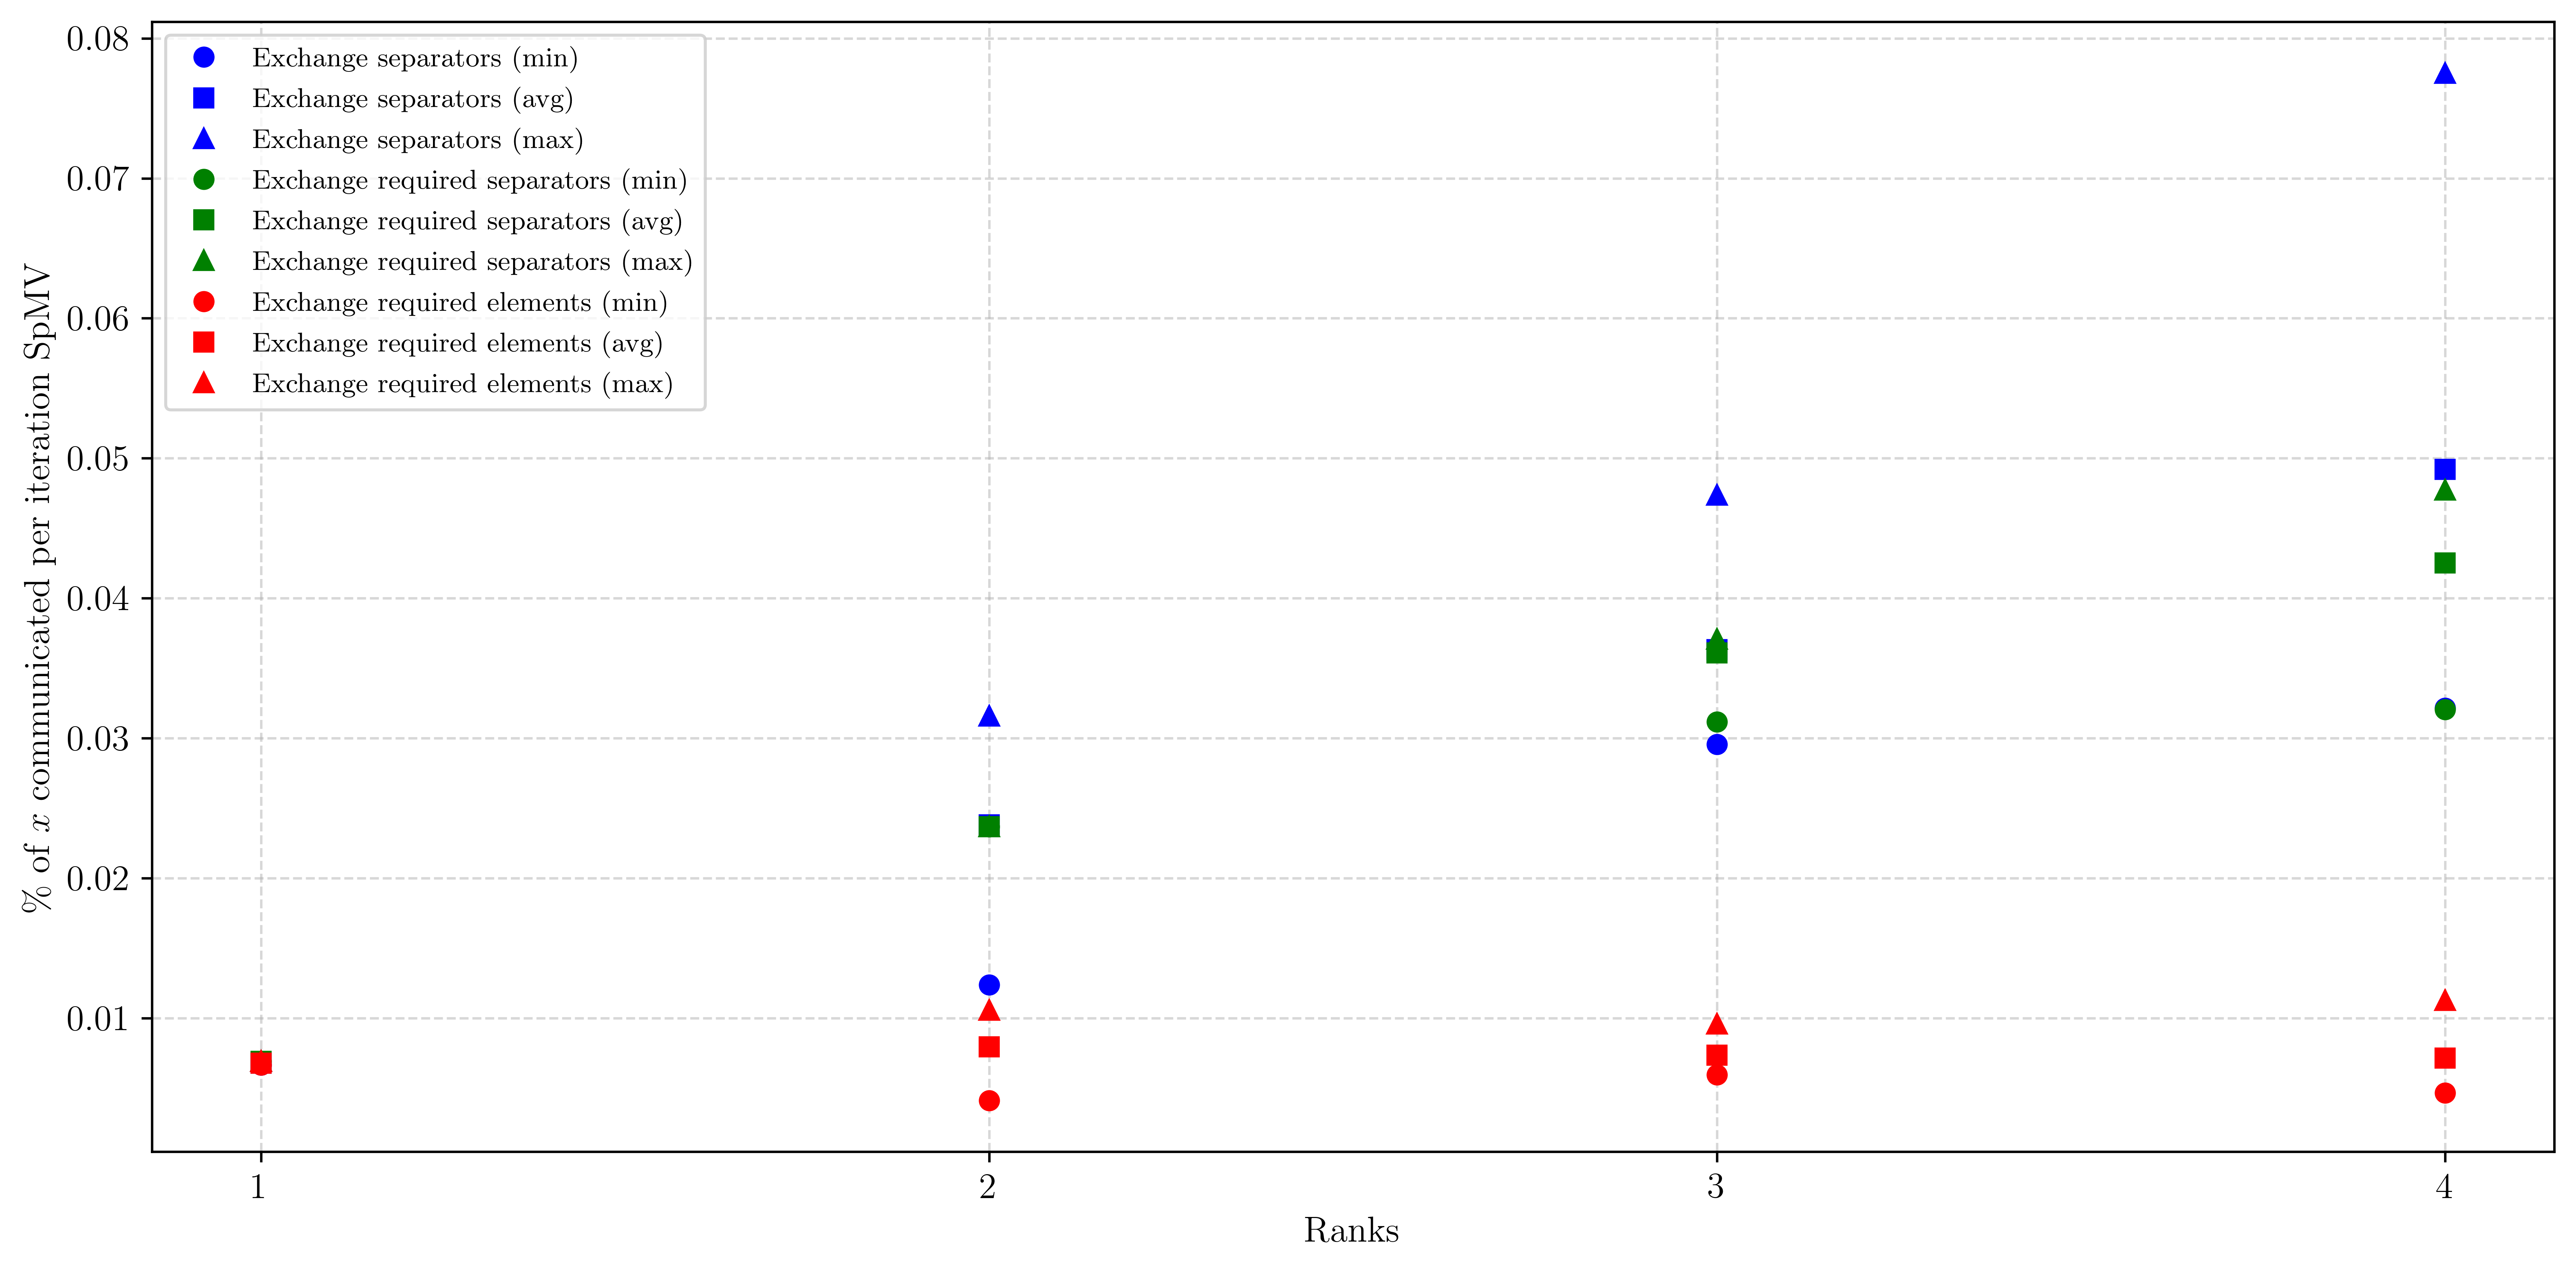 % of x communicated per iteration SpMV
0.08
0.07
0.06
0.05
0.04
0.03
0.02
0.01
Exchange separators (min)
Exchange separators (avg)
Exchange separators (max)
Exchange required separators (min)
Exchange required separators (avg)
Exchange required separators (max)
Exchange required elements (min)
Exchange required elements (avg)
Exchange required elements (max)
1 2 3 4
Ranks